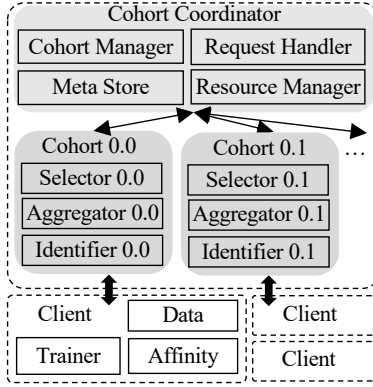 Cohort Coordinator
Cohort Manager
Request Handler
Meta Store
Resource Manager
Cohort 0.0
Selector 0.0
Aggregator 0.0
Identifier 0.0
Cohort 0.1
Selector 0.1
Aggregator 0.1
Identifier 0.1
...
Client
Data
Trainer
Affinity
Client
Client